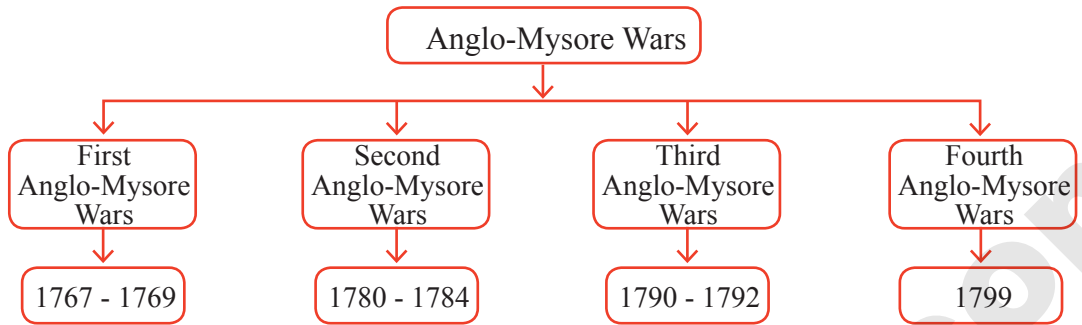 Anglo-Mysore Wars
First
Anglo-Mysore
Wars
Second
Anglo-Mysore
Wars
Third
Anglo-Mysore
Wars
Fourth
Anglo-Mysore
Wars
1767 - 1769
1780 - 1784
1790 - 1792
1799